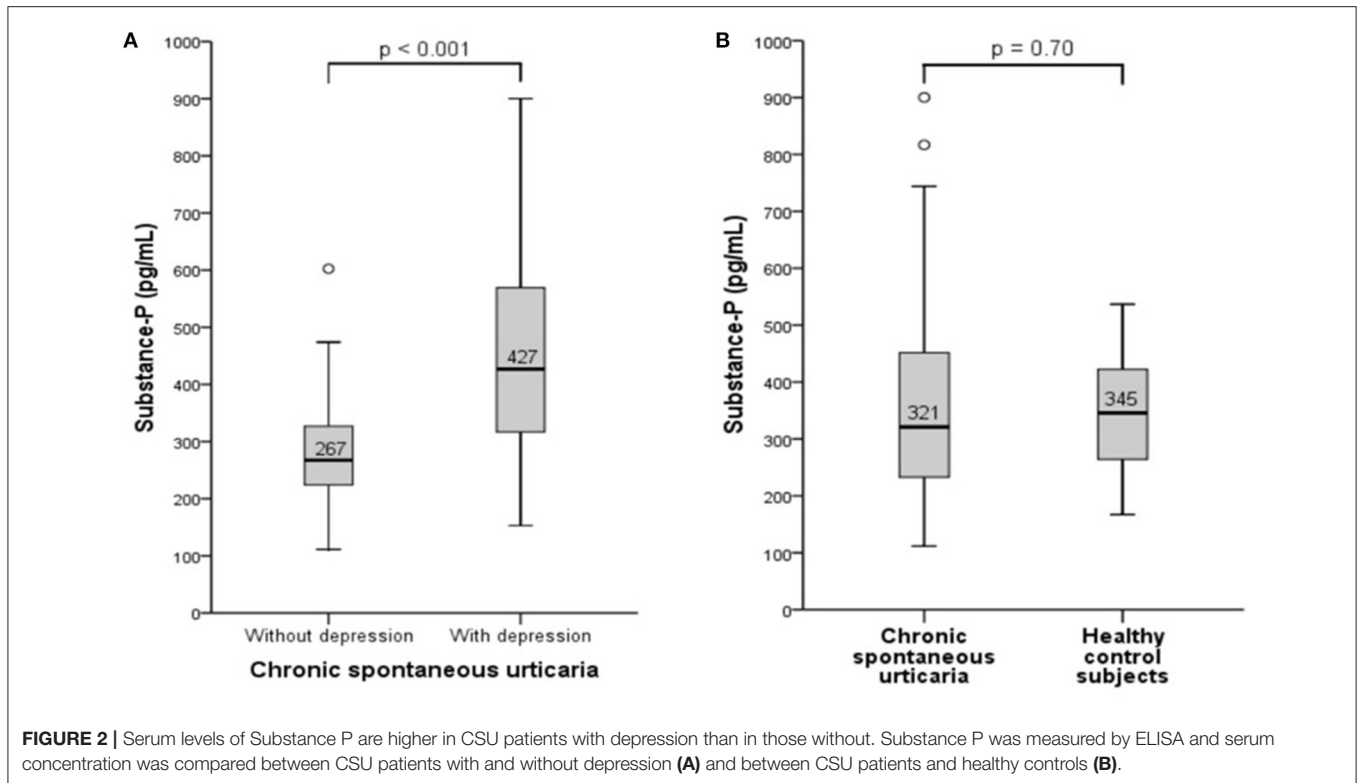 A
1000
900
800
700
600
500
400
300
200
100
0
Substance-P (pg/mL)
p < 0.001
267
427
Without depression
With depression
Chronic spontaneous urticaria
B
1000
900
800
700
600
500
400
300
200
100
0
Substance-P (pg/mL)
p = 0.70
321
345
Chronic
spontaneous
urticaria
Healthy
control
subjects
FIGURE 2 | Serum levels of Substance P are higher in CSU patients with depression than in those without. Substance P was measured by ELISA and serum
concentration was compared between CSU patients with and without depression (A) and between CSU patients and healthy controls (B).